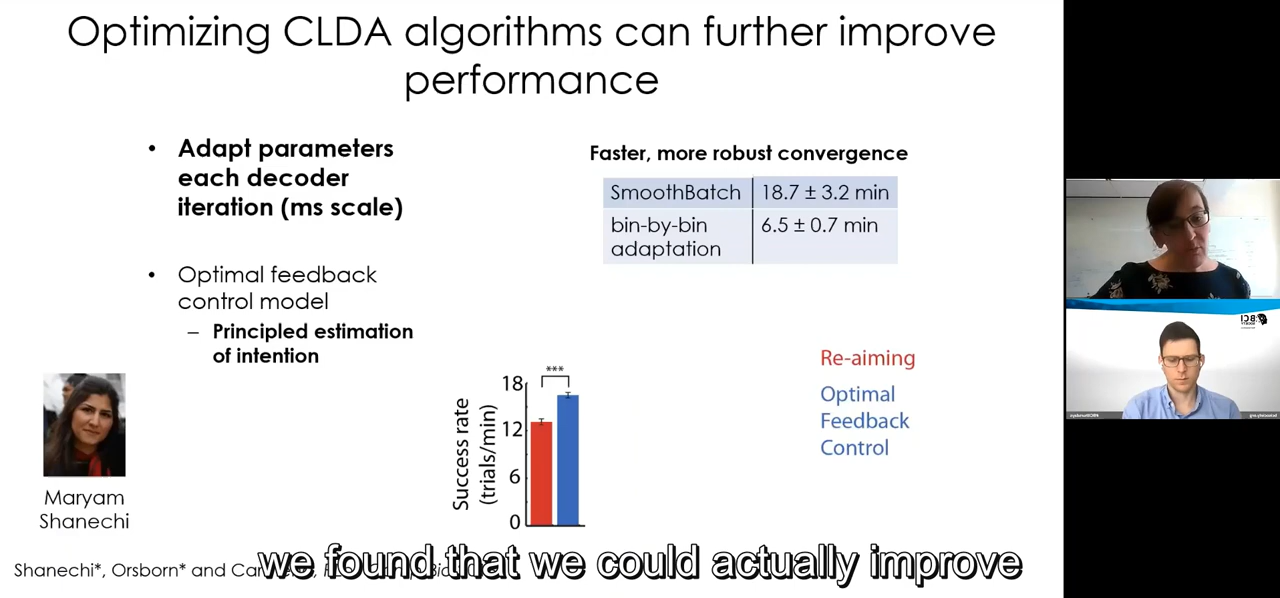 Optimizing CLDA algorithms can further improve
performance
• Adapt parameters
each decoder
iteration (ms scale)
• Optimal feedback
control model
– Principled estimation
of intention
Faster, more robust convergence
SmoothBatch 18.7 ± 3.2 min
bin-by-bin 6.5 ± 0.7 min
adaptation
Re-aiming
Optimal
Feedback
Control
***
18
12
6
0
Success rate
(trials/min)
Maryam
Shanechi
Shanechi*, Orsborn* and
we found that we could actually improve